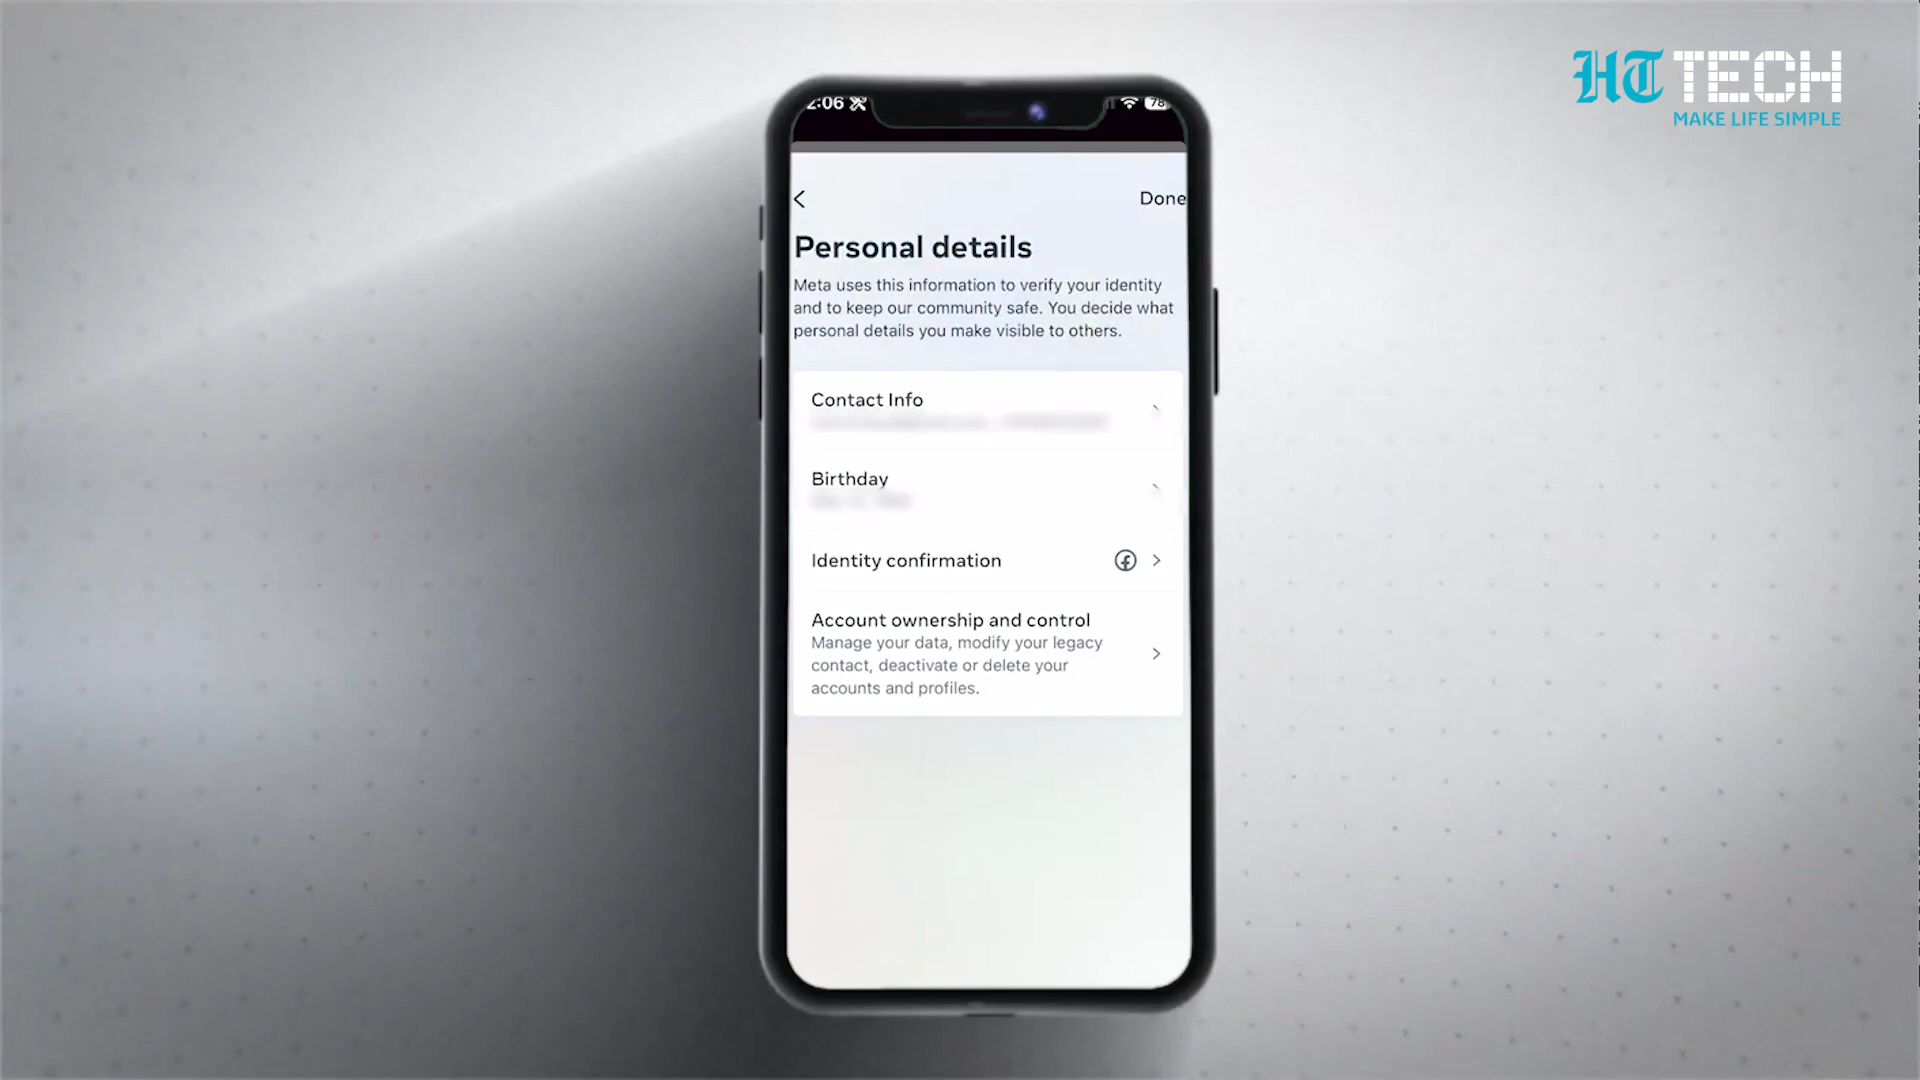 HT TECH
MAKE LIFE SIMPLE
2:06
78
Done
Personal details
Meta uses this information to verify your identity
and to keep our community safe. You decide what
personal details you make visible to others.
Contact Info
Birthday
Identity confirmation
Account ownership and control
Manage your data, modify your legacy
contact, deactivate or delete your
accounts and profiles.